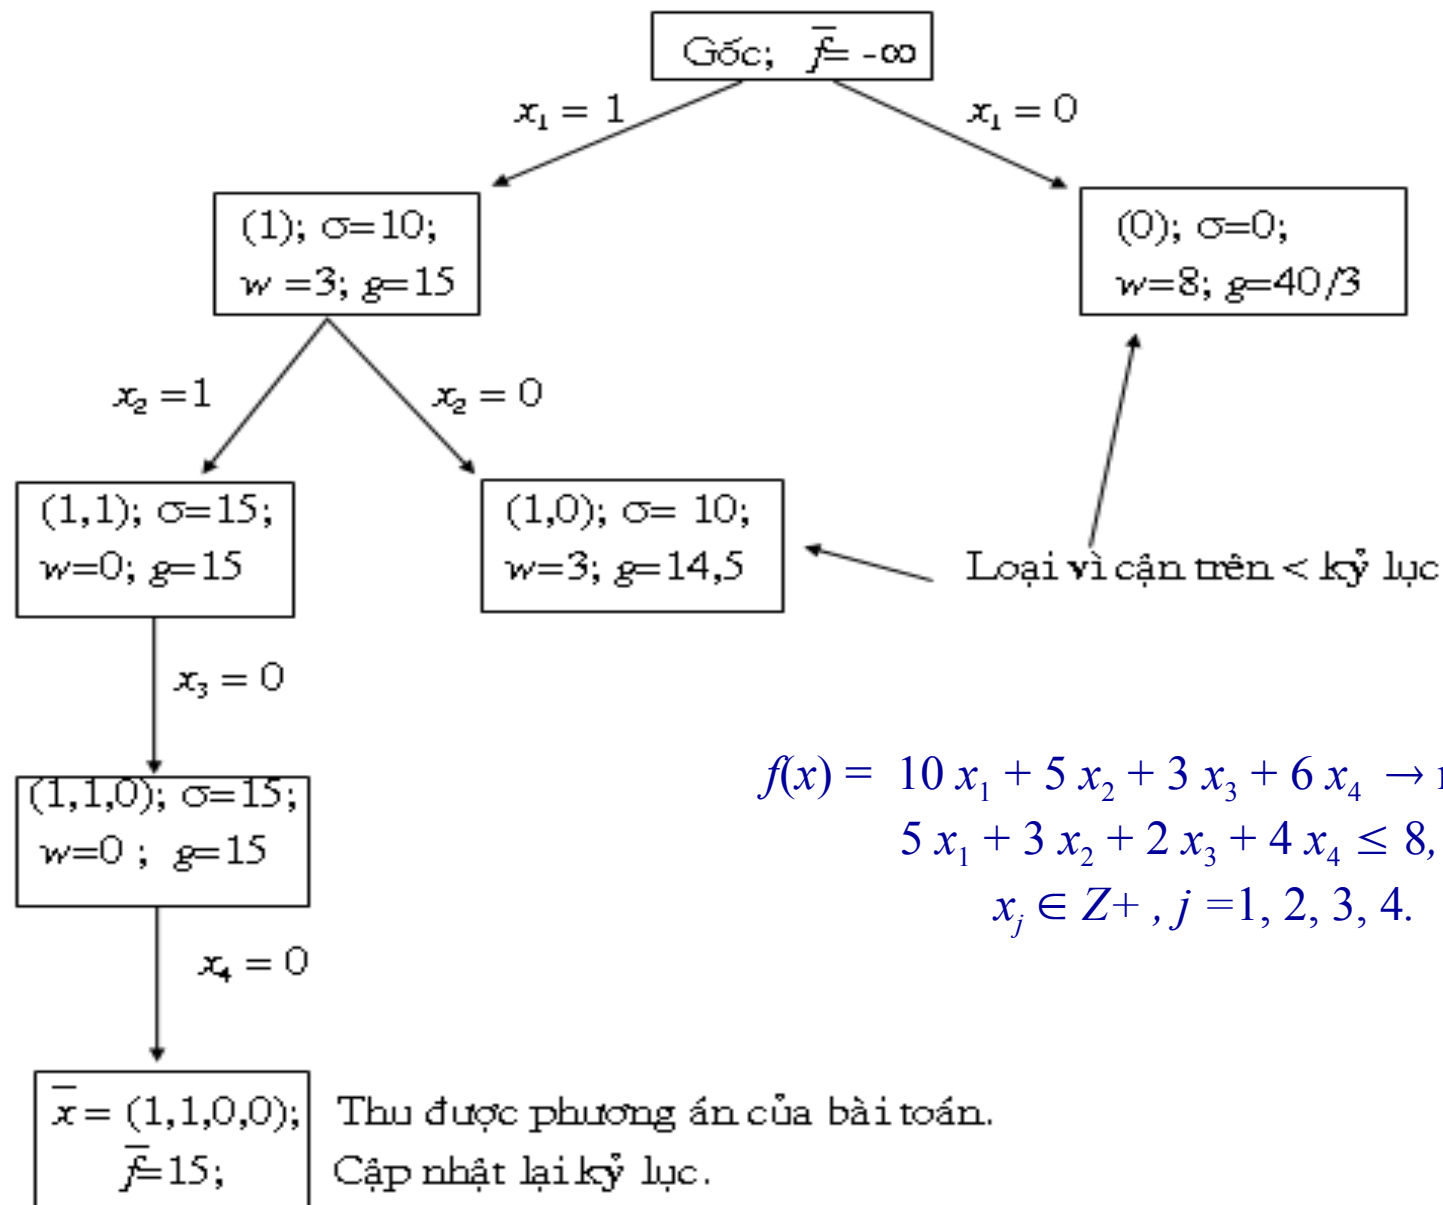 Gốc; f̅= -∞
x₁ = 1
x₁ = 0
(1); σ=10;
w =3; g=15
(0); σ=0;
w=8; g=40/3
x₂ =1
x₂ = 0
(1,1); σ=15;
w=0; g=15
(1,0); σ= 10;
w=3; g=14,5
Loại vì cận trên < kỷ lục
x₃ = 0
(1,1,0); σ=15;
w=0 ; g=15
f(x) = 10 x₁ + 5 x₂ + 3 x₃ + 6 x₄ →
5 x₁ + 3 x₂ + 2 x₃ + 4 x₄ ≤ 8,
xⱼ ∈ Z+ , j =1, 2, 3, 4.
x₄ = 0
x̅ = (1,1,0,0);
f̅=15;
Thu được phương án của bài toán.
Cập nhật lại kỷ lục.